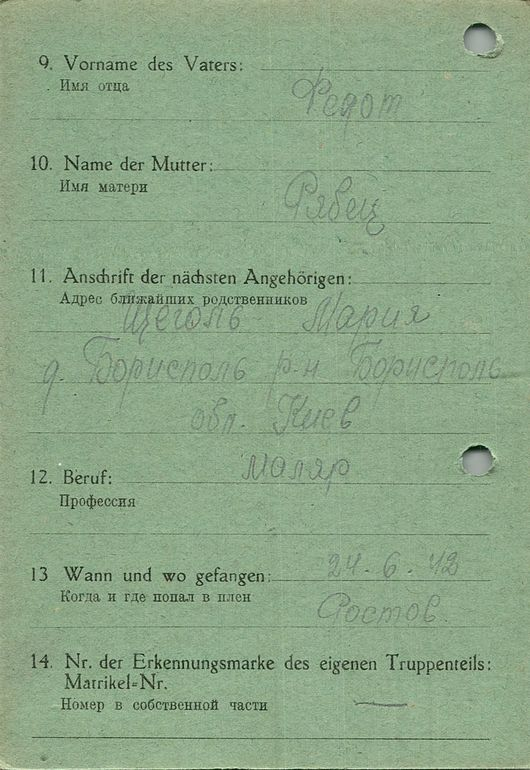 9. Vorname des Vaters:
Имя отца
Федот
10. Name der Mutter:
Имя матери
Рябец
11. Anschrift der nächsten Angehörigen:
Адрес ближайших родственников
Щеголь Мария
д. Борисполь р-н Борисполь
обл. Киев
12. Beruf: маляр
Профессия
13 Wann und wo gefangen: 24.6.42
Когда и где попал в плен
Ростов.
14. Nr. der Erkennungsmarke des eigenen Truppenteils:
Matrikel-Nr.
Номер в собственной части —